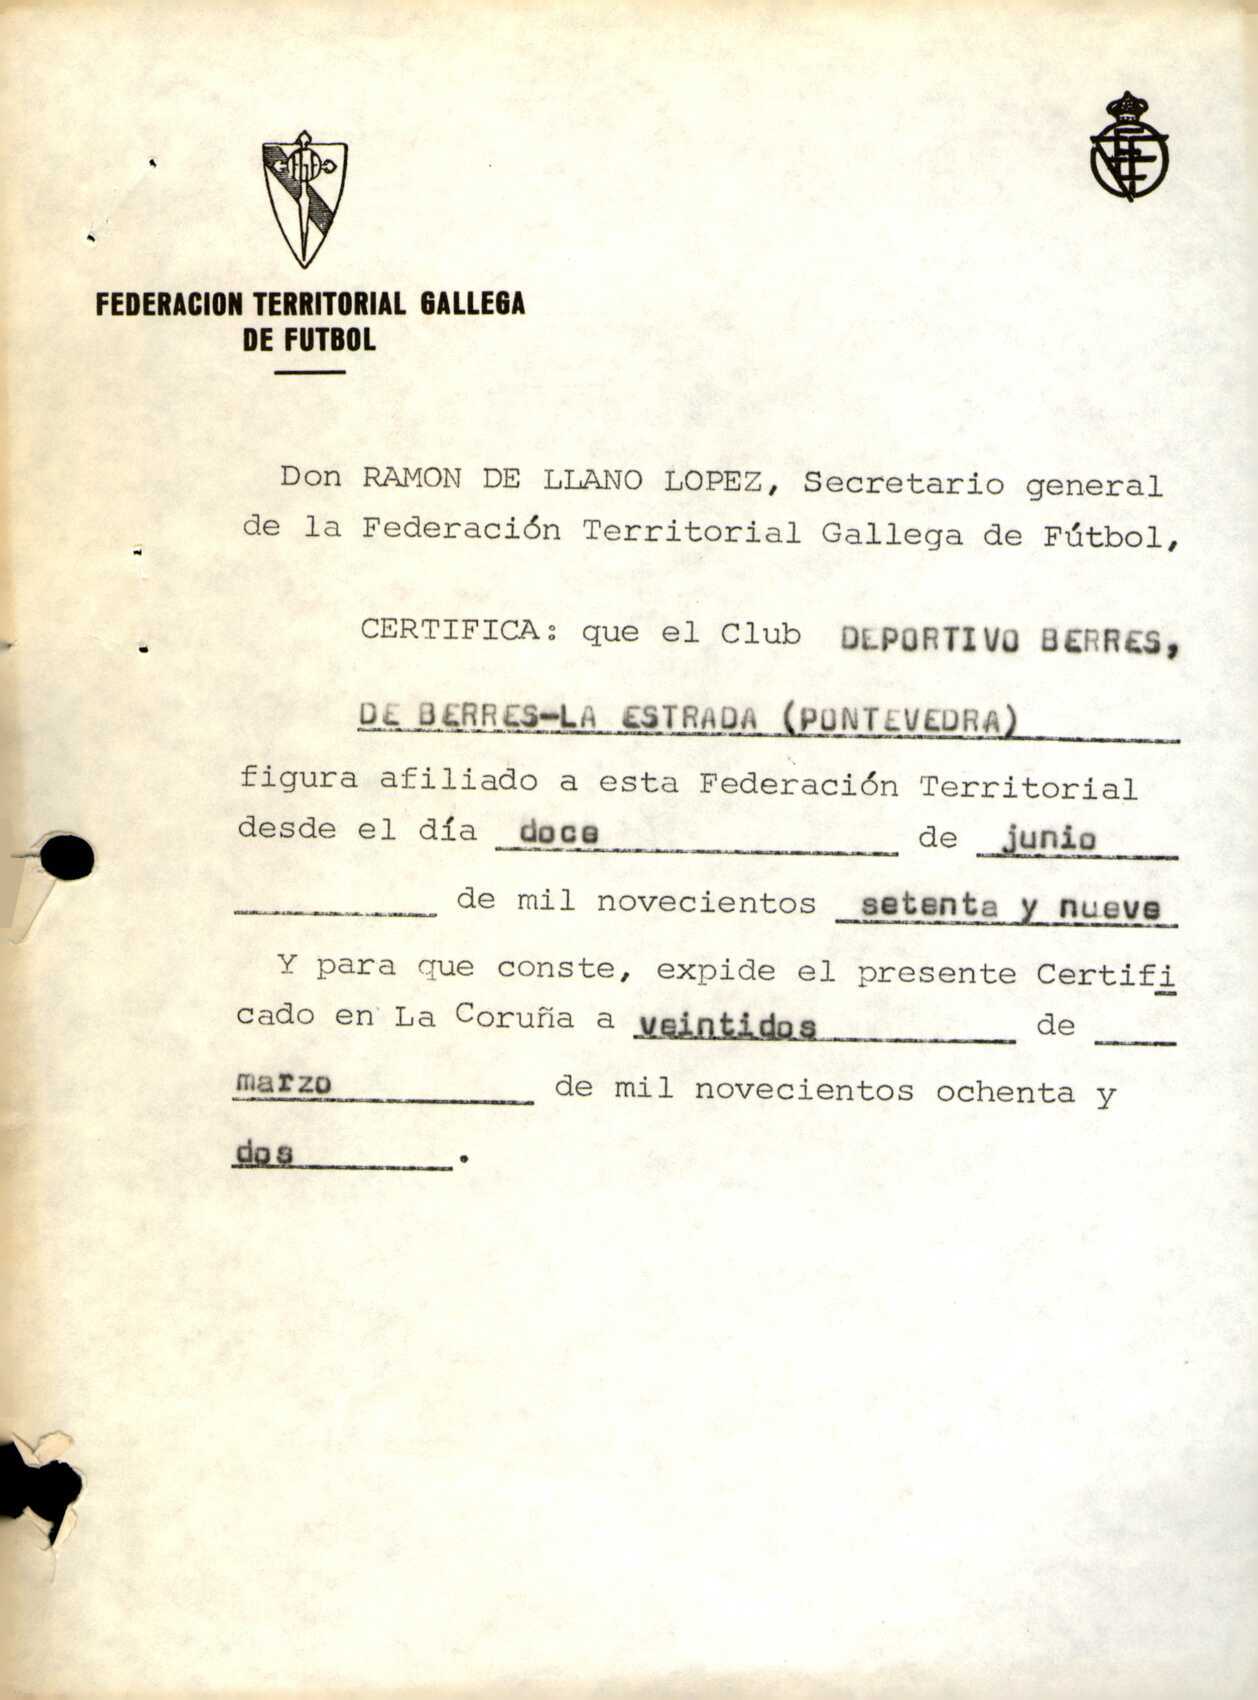 FEDERACION TERRITORIAL GALLEGA
DE FUTBOL
Don RAMON DE LLANO LOPEZ, Secretario general
de la Federación Territorial Gallega de Fútbol,
CERTIFICA: que el Club DEPORTIVO BERRES,
DE BERRES-LA ESTRADA (PONTEVEDRA)
figura afiliado a esta Federación Territorial
desde el día doce de junio
de mil novecientos setenta y nueve
Y para que conste, expide el presente Certifi
cado en La Coruña a veintidos de
marzo de mil novecientos ochenta y
dos .